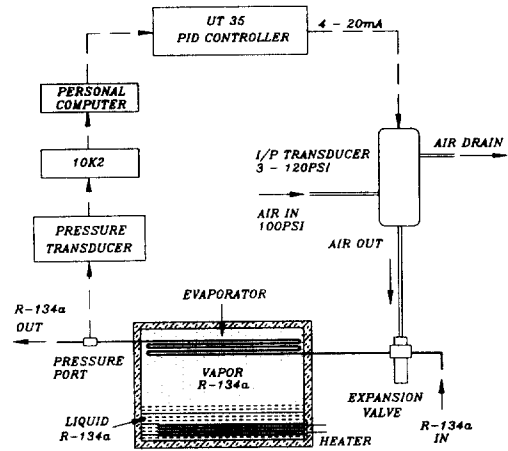 UT 35
PID CONTROLLER
4 - 20mA
PERSONAL
COMPUTER
10K2
I/P TRANSDUCER
3 - 120PSI
AIR DRAIN
AIR IN
100PSI
PRESSURE
TRANSDUCER
AIR OUT
R-134a
OUT
EVAPORATOR
PRESSURE
PORT
VAPOR
R-134a
EXPANSION
VALVE
LIQUID
R-134a
HEATER
R-134a
IN